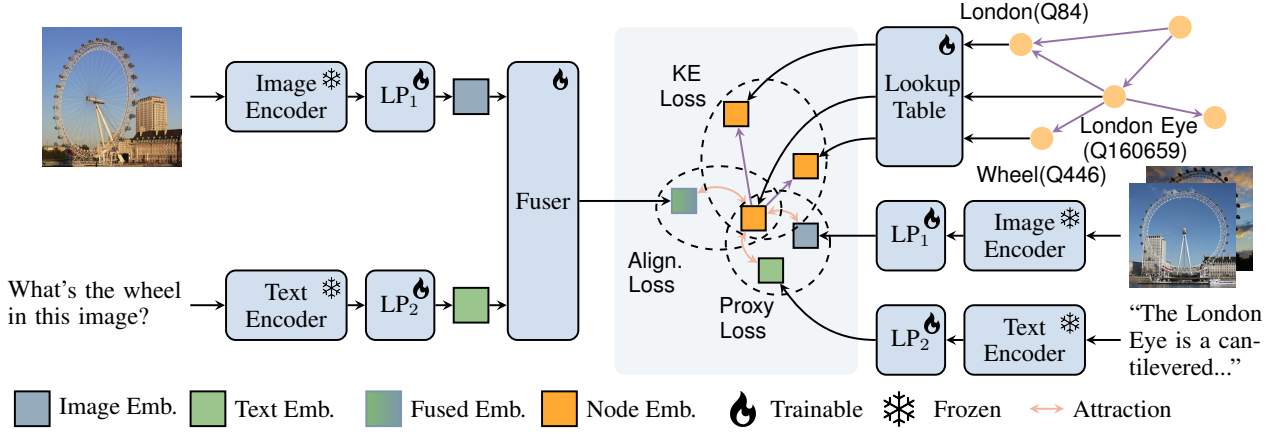 London(Q84)
Image
Encoder
LP1
KE
Loss
Lookup
Table
London Eye
(Q160659)
Wheel(Q446)
Fuser
LP1
Image
Encoder
Align.
Loss
What's the wheel
in this image?
Text
Encoder
LP2
Proxy
Loss
LP2
Text
Encoder
“The London
Eye is a can-
tilevered...”
Image Emb.
Text Emb.
Fused Emb.
Node Emb.
Trainable
Frozen
Attraction